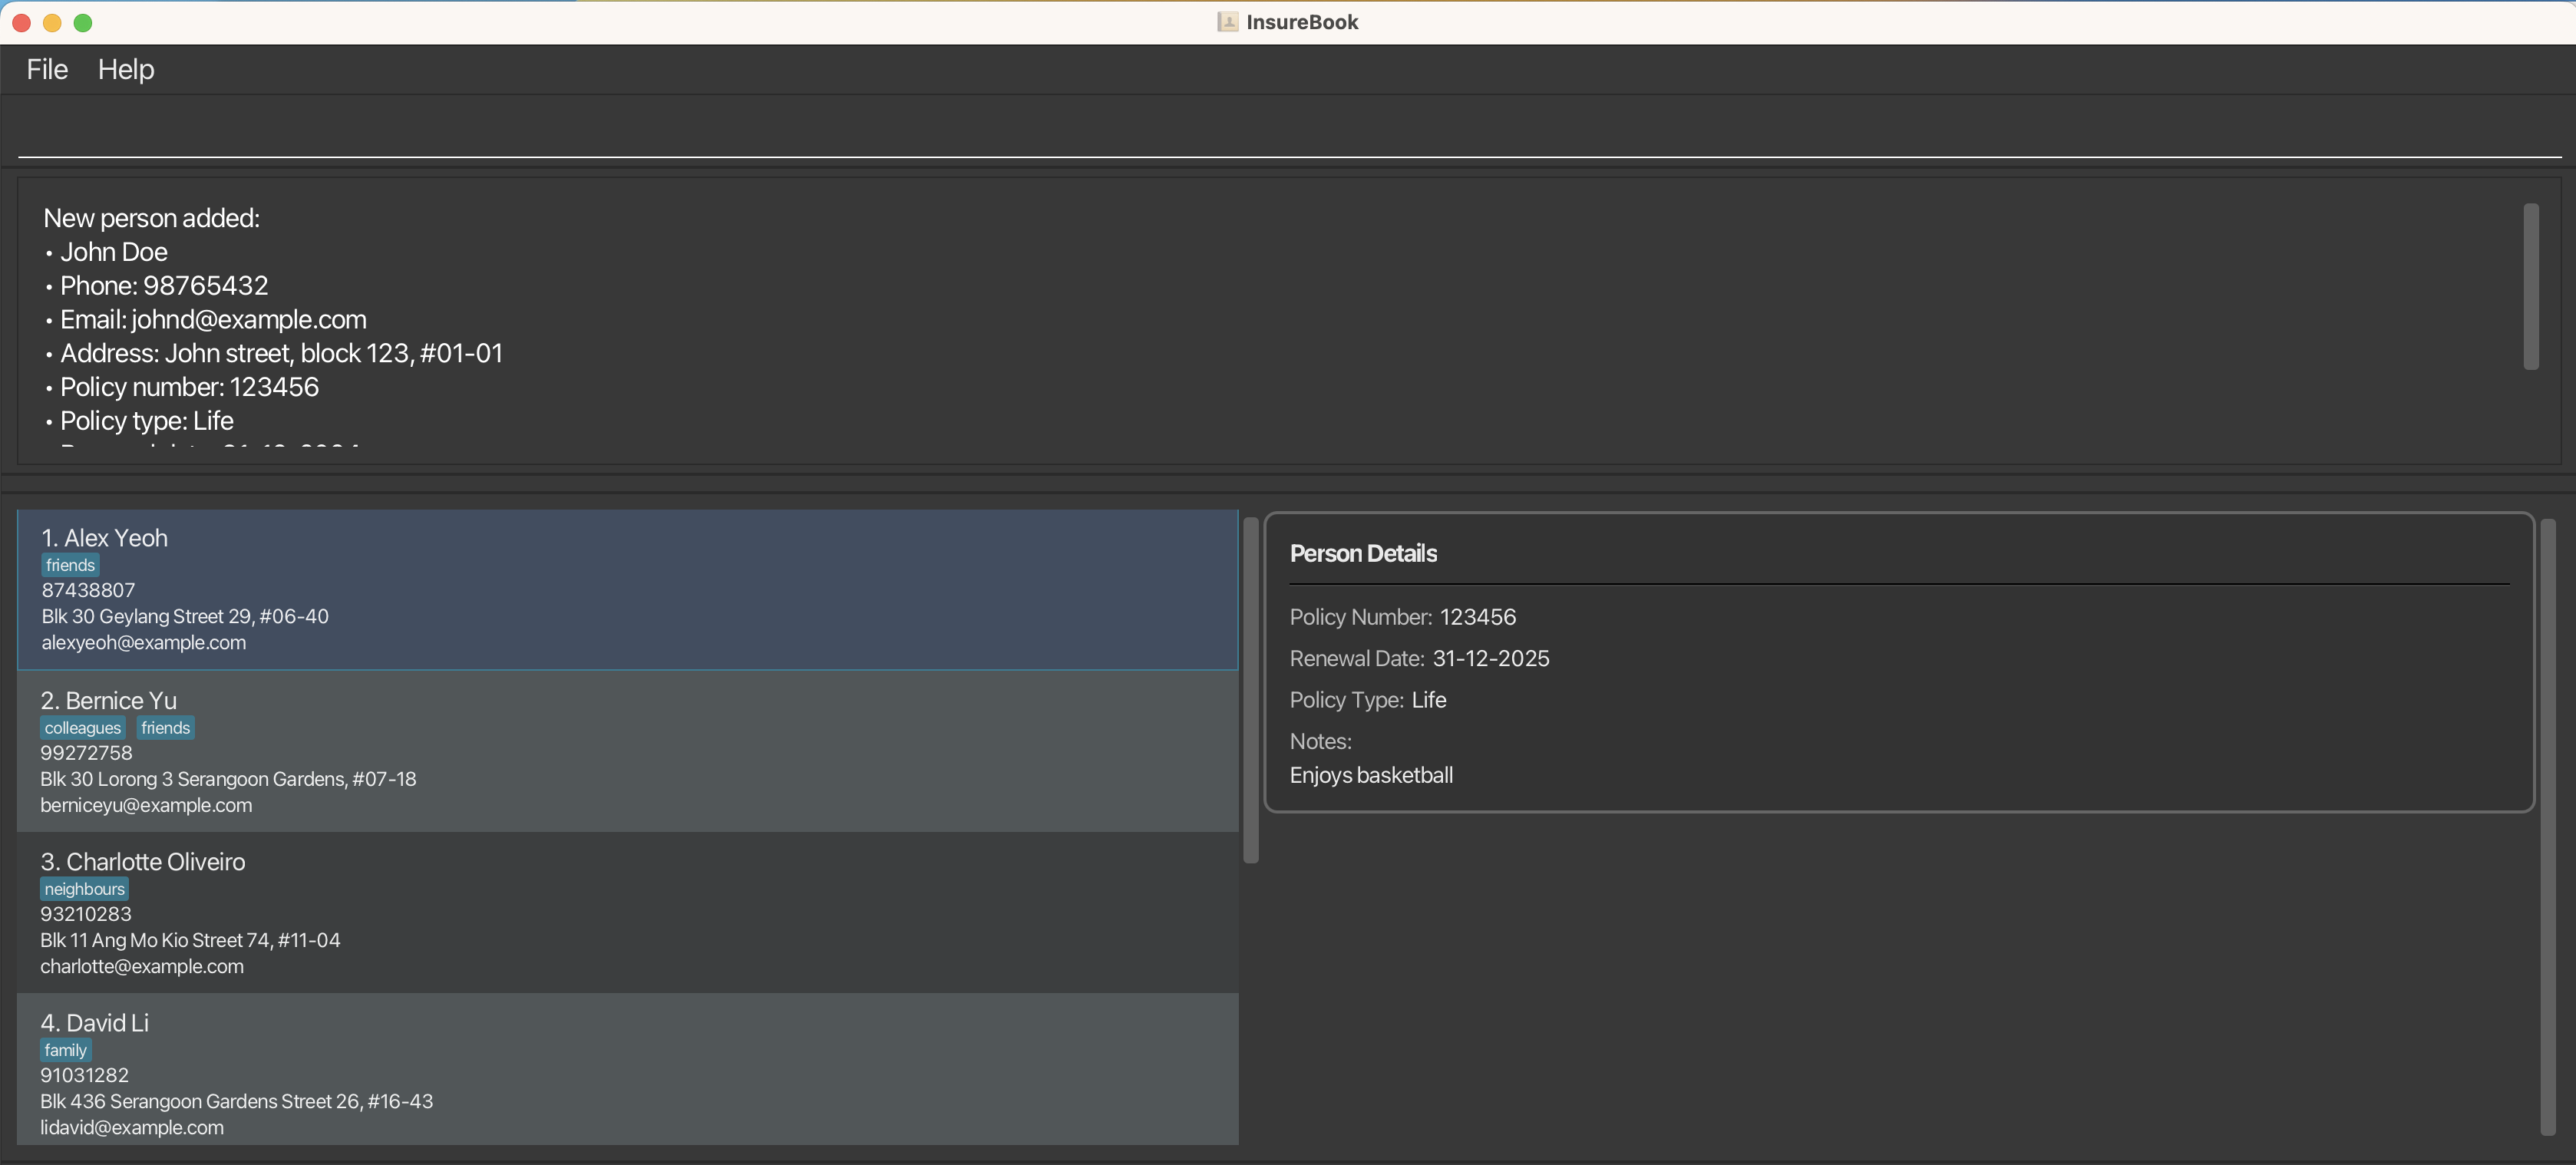 InsureBook
File Help
New person added:
• John Doe
• Phone: 98765432
• Email: johnd@example.com
• Address: John street, block 123, #01-01
• Policy number: 123456
• Policy type: Life
1. Alex Yeoh
friends
87438807
Blk 30 Geylang Street 29, #06-40
alexyeoh@example.com
2. Bernice Yu
colleagues friends
99272758
Blk 30 Lorong 3 Serangoon Gardens, #07-18
berniceyu@example.com
3. Charlotte Oliveiro
neighbours
93210283
Blk 11 Ang Mo Kio Street 74, #11-04
charlotte@example.com
4. David Li
family
91031282
Blk 436 Serangoon Gardens Street 26, #16-43
lidavid@example.com
Person Details
Policy Number: 123456
Renewal Date: 31-12-2025
Policy Type: Life
Notes:
Enjoys basketball